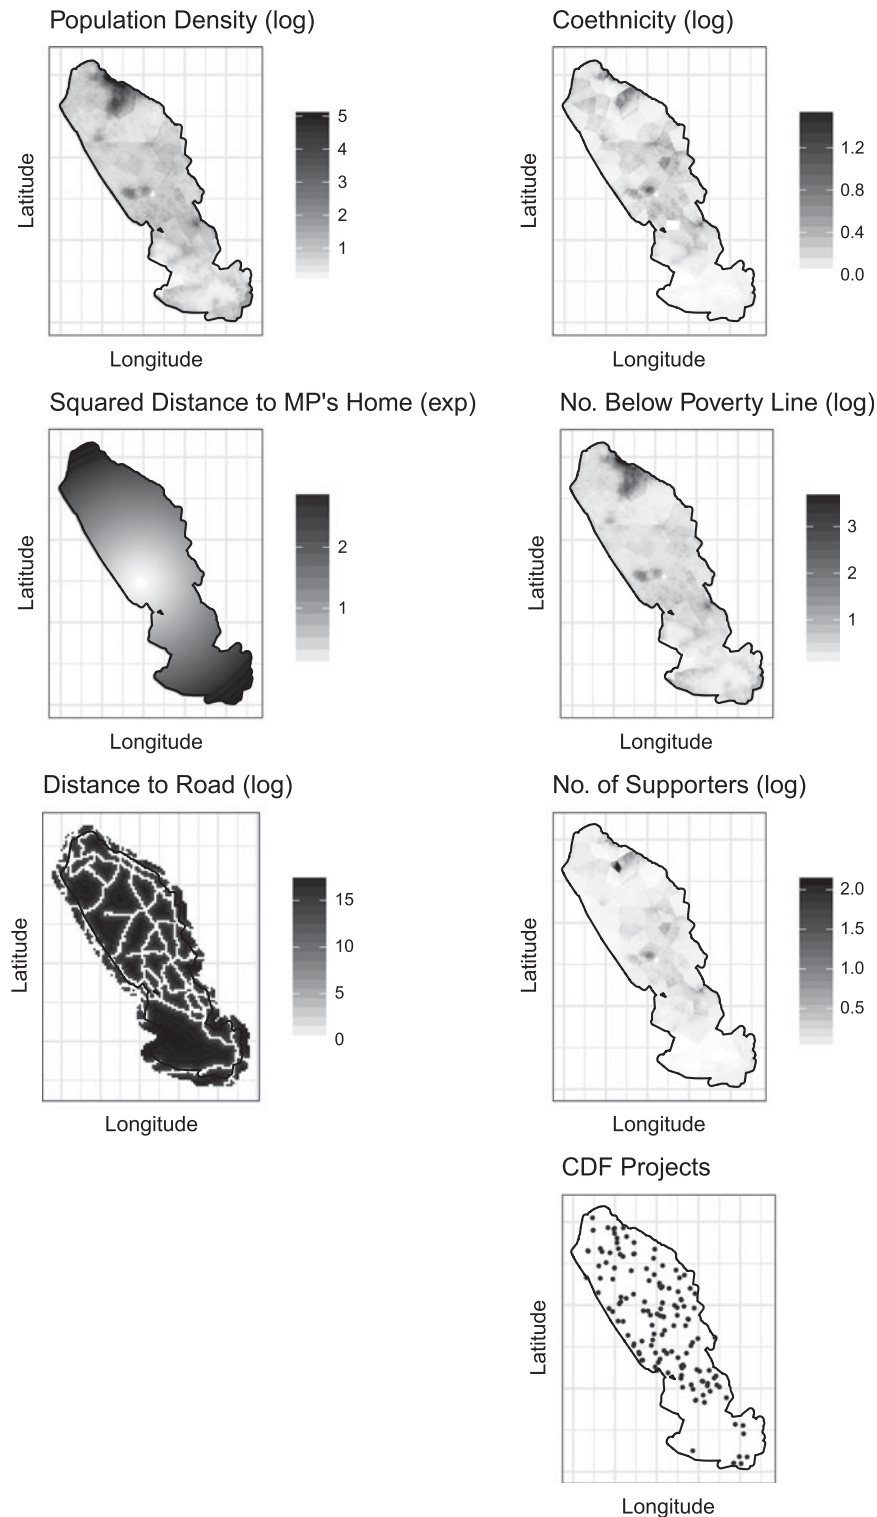 Population Density (log)
Latitude
5
4
3
2
1
Longitude
Coethnicity (log)
Latitude
1.2
0.8
0.4
0.0
Longitude
Squared Distance to MP's Home (exp)
Latitude
2
1
Longitude
No. Below Poverty Line (log)
Latitude
3
2
1
Longitude
Distance to Road (log)
Latitude
15
10
5
0
Longitude
No. of Supporters (log)
Latitude
2.0
1.5
1.0
0.5
Longitude
CDF Projects
Latitude
Longitude